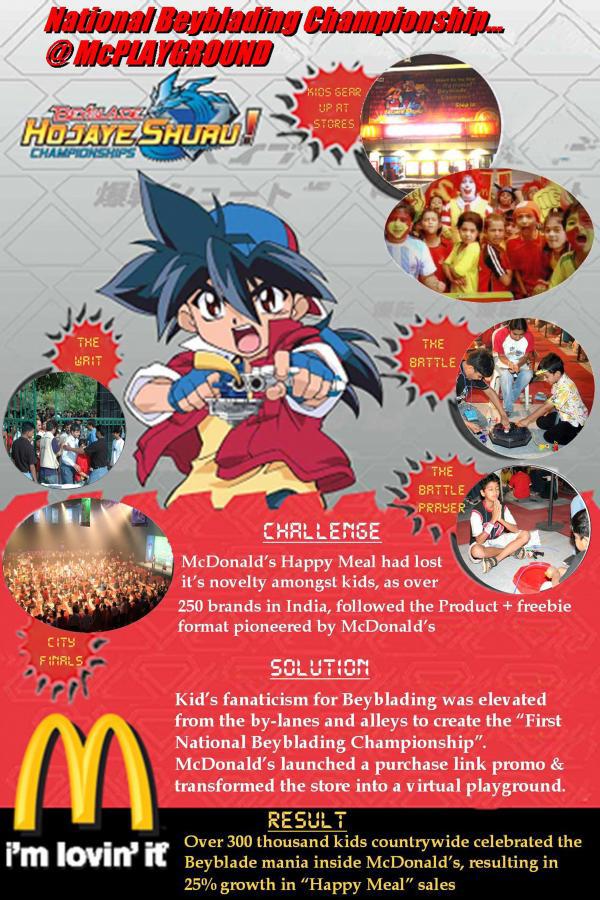 National Beyblading Championship...
@ McPLAYGROUND
BEYBLADE
HOJAYE SHURU!
CHAMPIONSHIPS
KIDS GEAR
UP AT
STORES
THE
WAIT
THE
BATTLE
THE
BATTLE
PRAYER
CITY
FINALS
CHALLENGE
McDonald's Happy Meal had lost
it's novelty amongst kids, as over
250 brands in India, followed the Product + freebie
format pioneered by McDonald's
SOLUTION
Kid's fanaticism for Beyblading was elevated
from the by-lanes and alleys to create the "First
National Beyblading Championship".
McDonald's launched a purchase link promo &
transformed the store into a virtual playground.
RESULT
Over 300 thousand kids countrywide celebrated the
Beyblade mania inside McDonald's, resulting in
25% growth in "Happy Meal" sales
i'm lovin' it